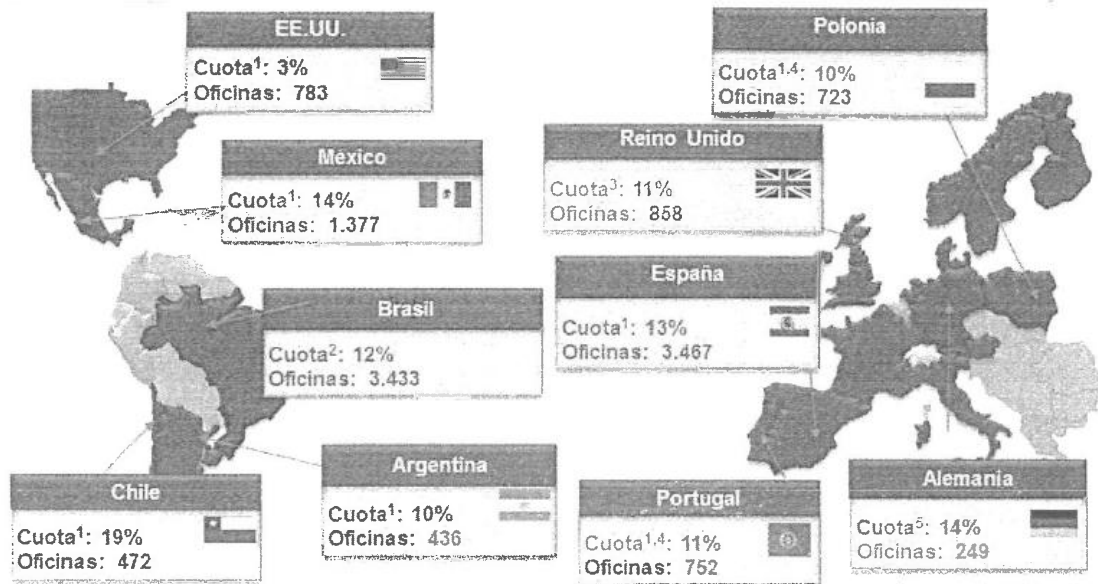 EE.UU.
Cuota¹: 3%
Oficinas: 783
México
Cuota¹: 14%
Oficinas: 1.377
Brasil
Cuota²: 12%
Oficinas: 3.433
Chile
Cuota¹: 19%
Oficinas: 472
Argentina
Cuota¹: 10%
Oficinas: 436
Polonia
Cuota¹,⁴: 10%
Oficinas: 723
Reino Unido
Cuota³: 11%
Oficinas: 858
España
Cuota¹: 13%
Oficinas: 3.467
Portugal
Cuota¹,⁴: 11%
Oficinas: 752
Alemania
Cuota⁵: 14%
Oficinas: 249